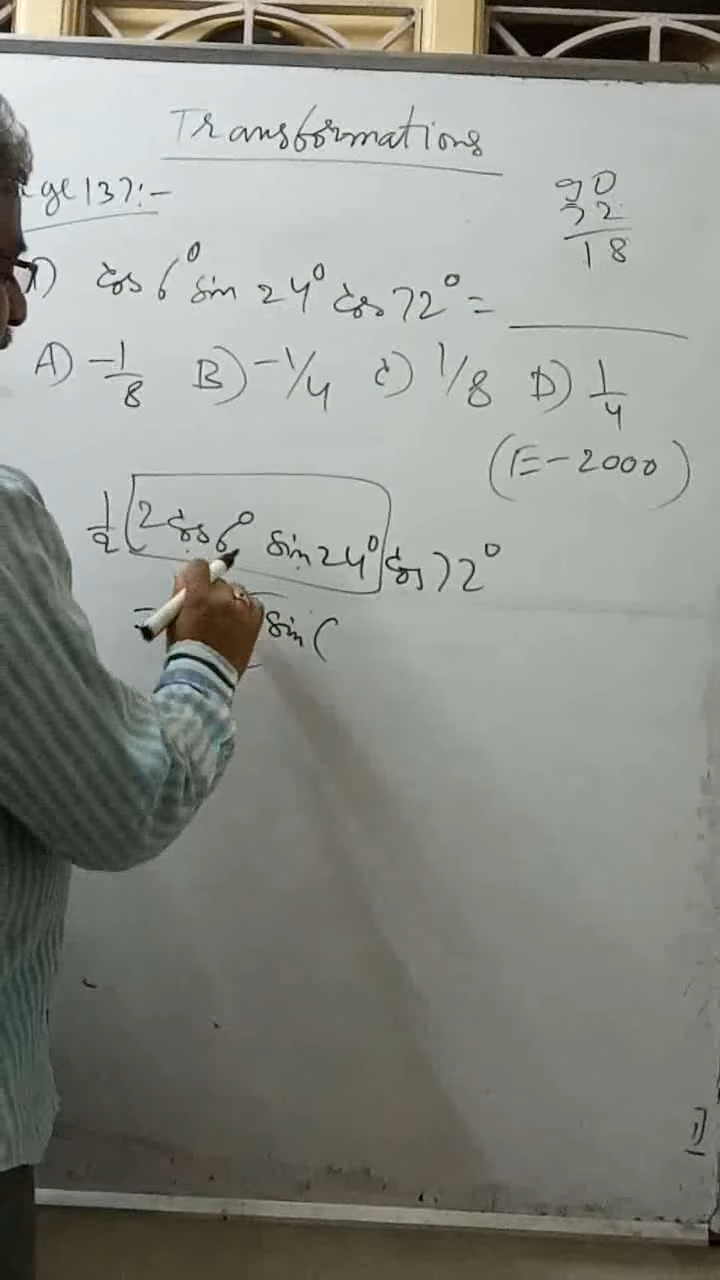 Transformations
ge 137:-
90
72
18
1) cos 6° sin 24° cos 72° = ______
A) -1/8 B) -1/4 C) 1/8 D) 1/4
(E-2000)
1/2 (2 cos 6° sin 24°) cos 72°
= sin (